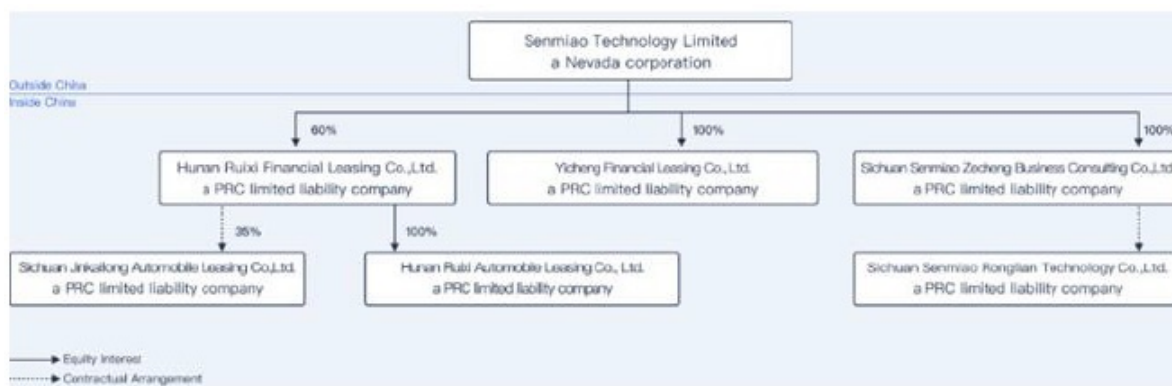 Senmiao Technology Limited
a Nevada corporation
Outside China
Inside China
60%
100%
100%
Hunan Ruixi Financial Leasing Co.,Ltd.
a PRC limited liability company
Yicheng Financial Leasing Co.,Ltd.
a PRC limited liability company
Sichuan Senmiao Zecheng Business Consulting Co.,Ltd.
a PRC limited liability company
35%
100%
Sichuan Jinkailong Automobile Leasing Co,Ltd.
a PRC limited liability company
Hunan Ruixi Automobile Leasing Co., Ltd.
a PRC limited liability company
Sichuan Senmiao Ronglian Technology Co.,Ltd.
a PRC limited liability company
Equity Interest
Contractual Arrangement